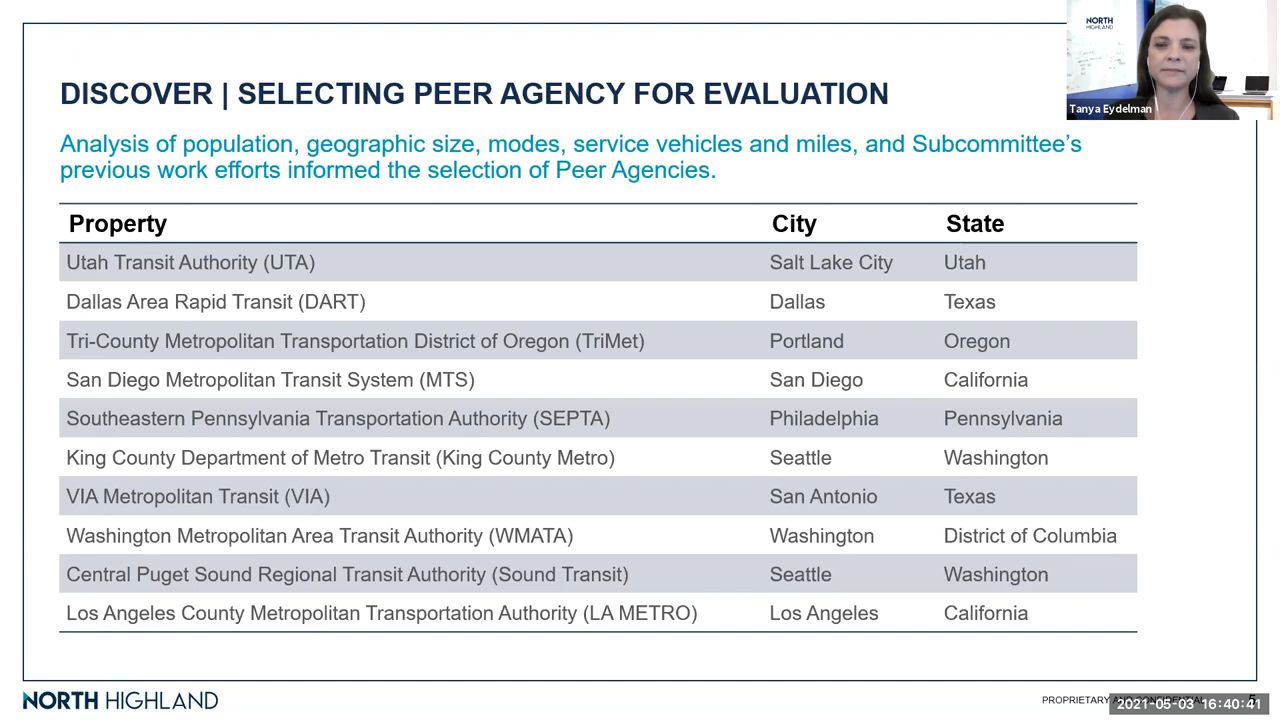 NORTH
HIGHLAND
Tanya Eydelman
DISCOVER | SELECTING PEER AGENCY FOR EVALUATION
Analysis of population, geographic size, modes, service vehicles and miles, and Subcommittee’s
previous work efforts informed the selection of Peer Agencies.
Property City State
Utah Transit Authority (UTA) Salt Lake City Utah
Dallas Area Rapid Transit (DART) Dallas Texas
Tri-County Metropolitan Transportation District of Oregon (TriMet) Portland Oregon
San Diego Metropolitan Transit System (MTS) San Diego California
Southeastern Pennsylvania Transportation Authority (SEPTA) Philadelphia Pennsylvania
King County Department of Metro Transit (King County Metro) Seattle Washington
VIA Metropolitan Transit (VIA) San Antonio Texas
Washington Metropolitan Area Transit Authority (WMATA) Washington District of Columbia
Central Puget Sound Regional Transit Authority (Sound Transit) Seattle Washington
Los Angeles County Metropolitan Transportation Authority (LA METRO) Los Angeles California
NORTH HIGHLAND
PROPRIETARY AND CONFIDENTIAL 5
2021-05-03 16:40:41